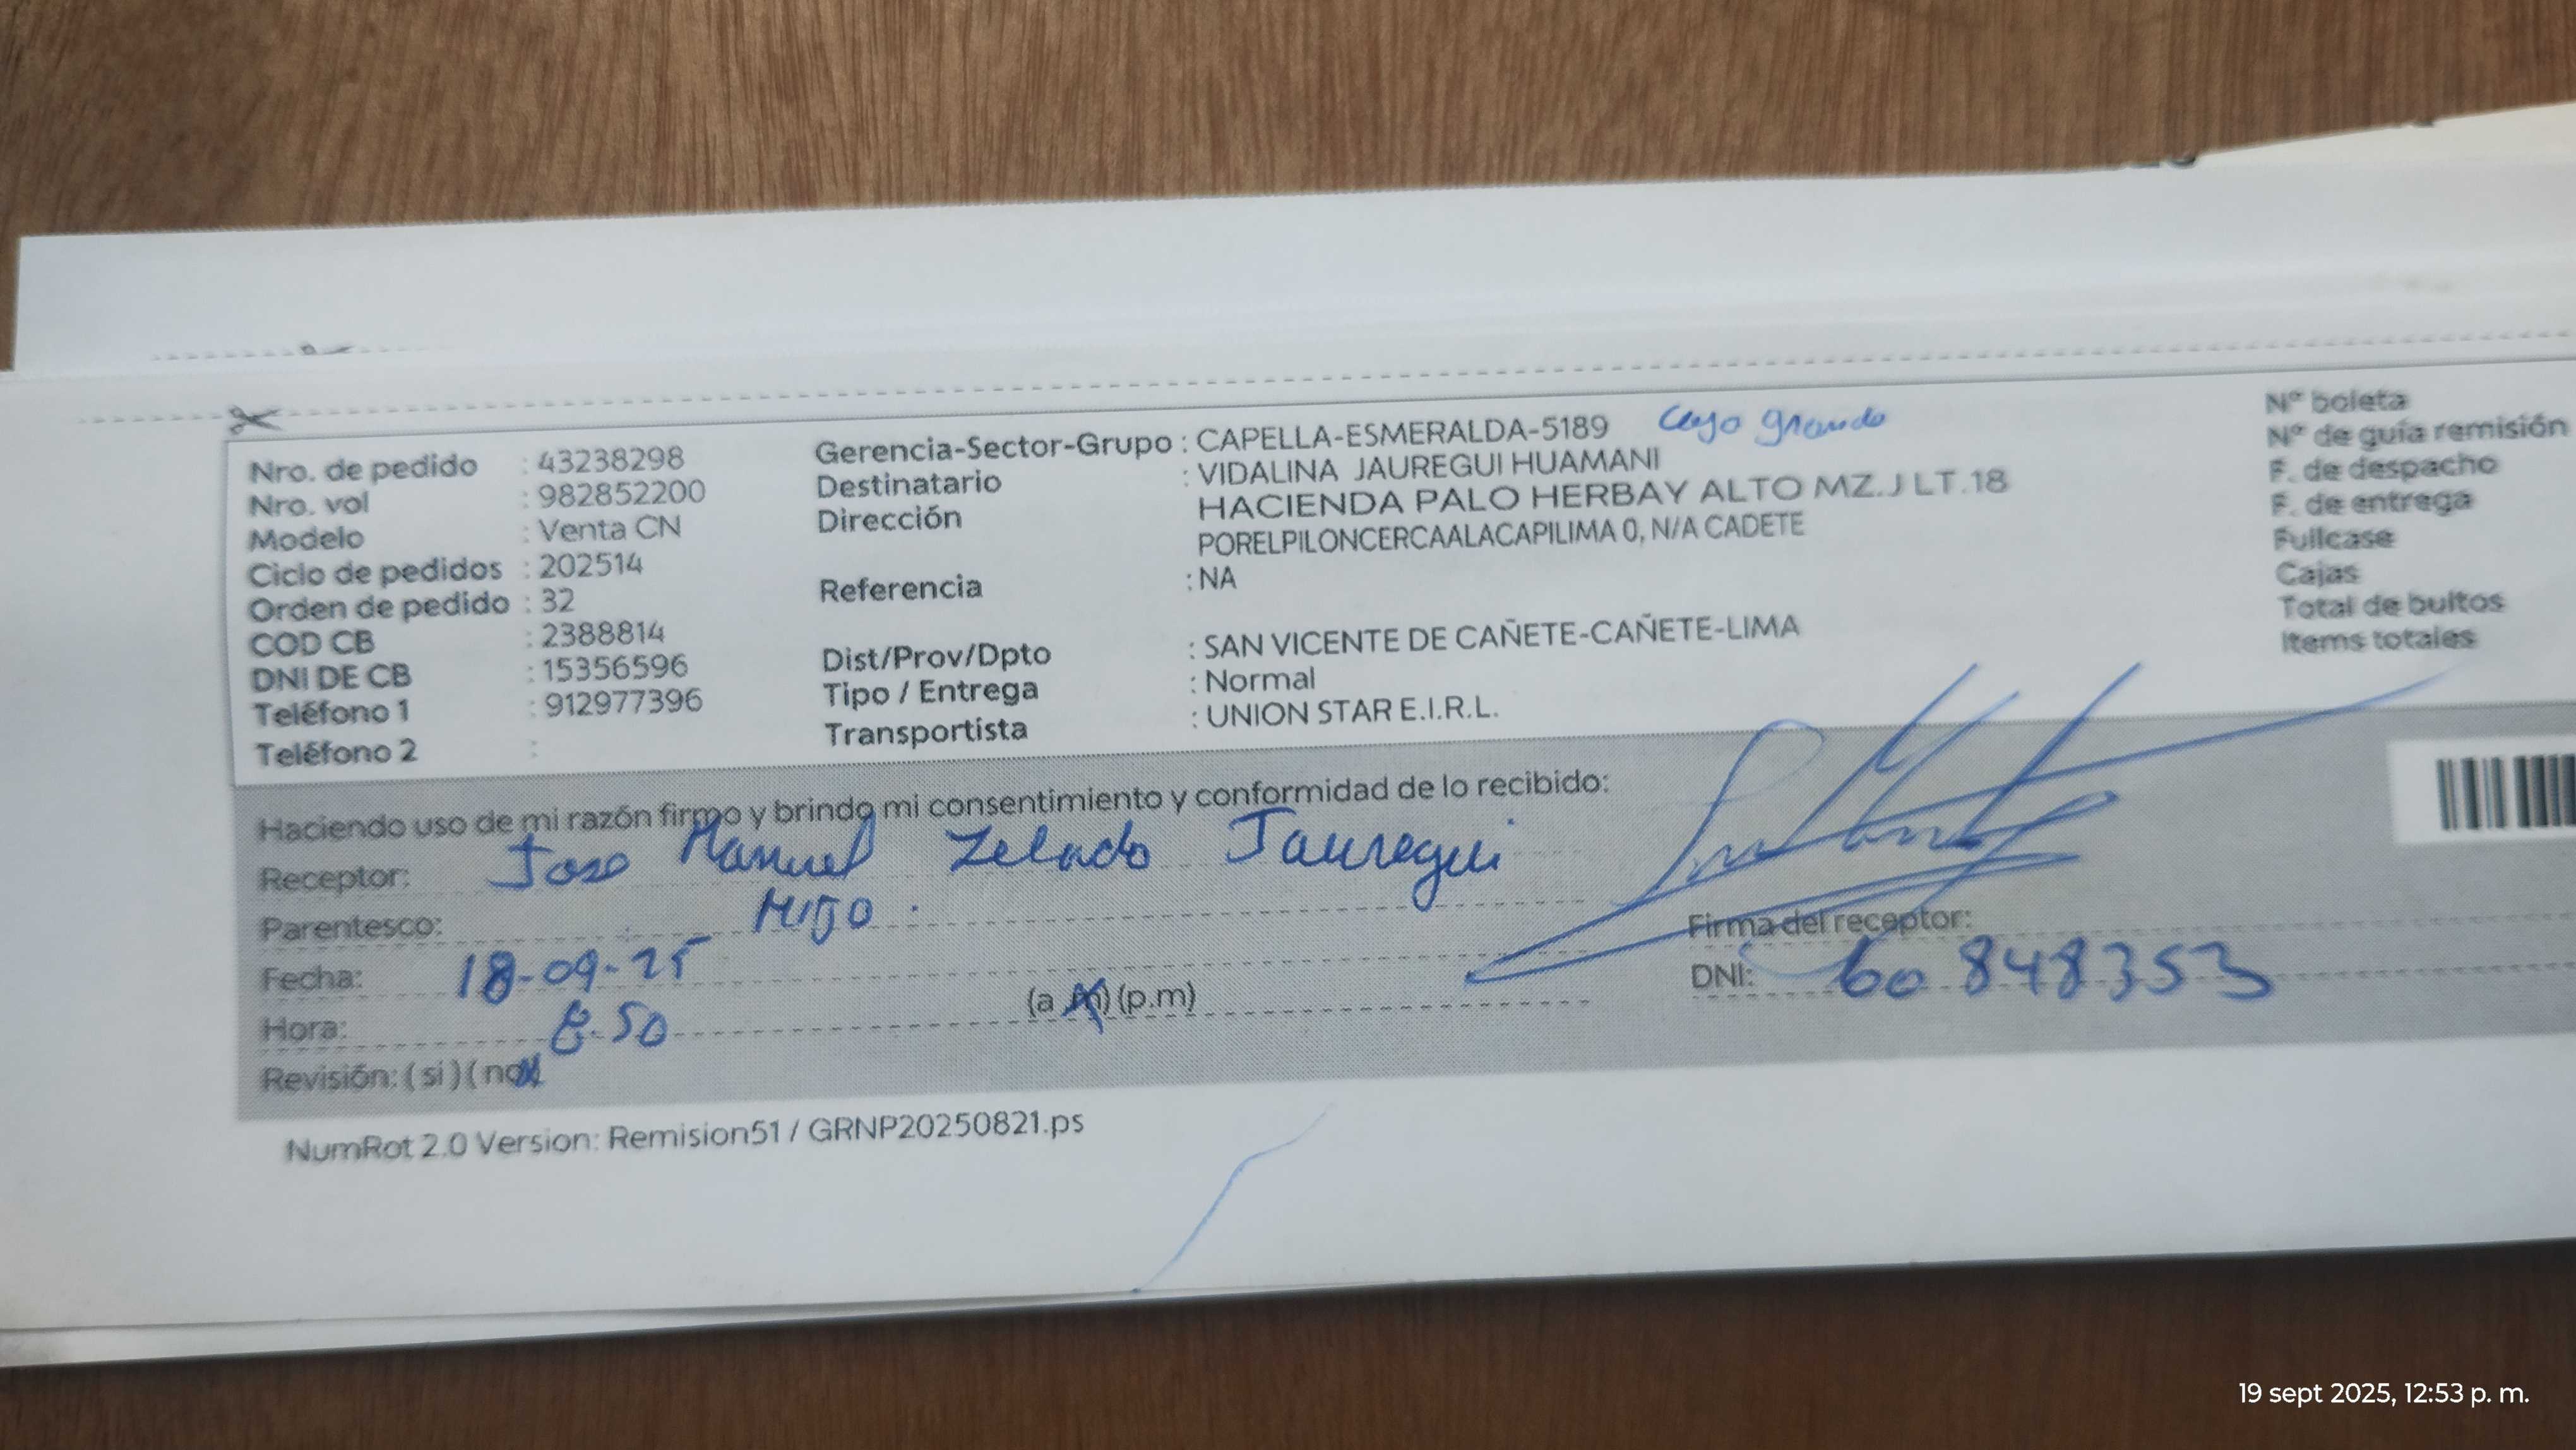 Nro. de pedido : 43238298
Nro. vol : 982852200
Modelo : Venta CN
Ciclo de pedidos : 202514
Orden de pedido : 32
COD CB : 2388814
DNI DE CB : 15356596
Teléfono 1 : 912977396
Teléfono 2 :
Gerencia-Sector-Grupo : CAPELLA-ESMERALDA-5189 grande
Destinatario : VIDALINA JAUREGUI HUAMANI
Dirección HACIENDA PALO HERBAY ALTO MZ.J LT.18
PORELPILONCERCAALACAPILIMA 0, N/A CADETE
Referencia : NA
Dist/Prov/Dpto : SAN VICENTE DE CAÑETE-CAÑETE-LIMA
Tipo / Entrega : Normal
Transportista : UNION STAR E.I.R.L.
Nº boleta
Nº de guía remisión
F. de despacho
F. de entrega
Fullcase
Cajas
Total de bultos
Items totales
Haciendo uso de mi razón firmo y brindo mi consentimiento y conformidad de lo recibido:
Receptor: Jose Manuel Zelado Jauregui
Parentesco: Hijo.
Fecha: 18-09-25
Hora: 8-50 (a.m) (p.m)
Revisión: (si) (no)
Firma del receptor:
DNI: 60848353
NumRot 2.0 Version: Remision51 / GRNP20250821.ps
19 sept 2025, 12:53 p. m.